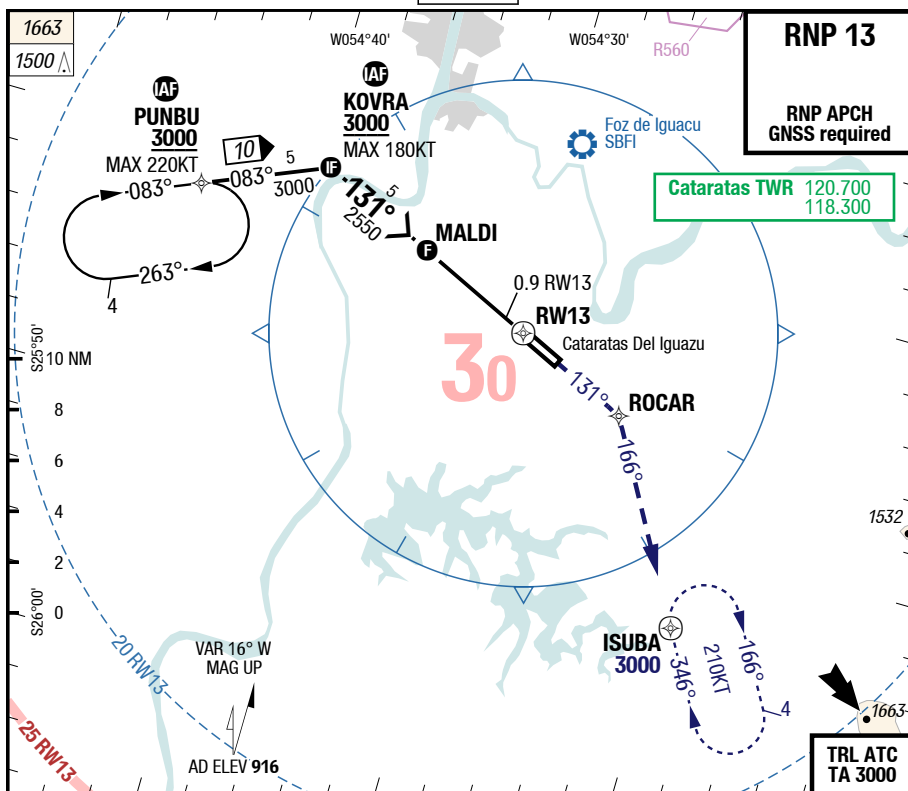 1663
1500
W054°40'
W054°30'
R560
RNP 13
RNP APCH
GNSS required
IAF
PUNBU
3000
MAX 220KT
IAF
KOVRA
3000
MAX 180KT
Foz de Iguacu
SBFI
Cataratas TWR 120.700
118.300
10
5
083°
083°
3000
IF
131°
5
2550
263°
4
F
MALDI
0.9 RW13
RW13
Cataratas Del Iguazu
30
S25°50'
10 NM
8
6
4
2
0
S26°00'
131°
ROCAR
166°
1532
20 RW13
25 RW13
VAR 16° W
MAG UP
AD ELEV 916
ISUBA
3000
346°
210KT
166°
4
1663
TRL ATC
TA 3000